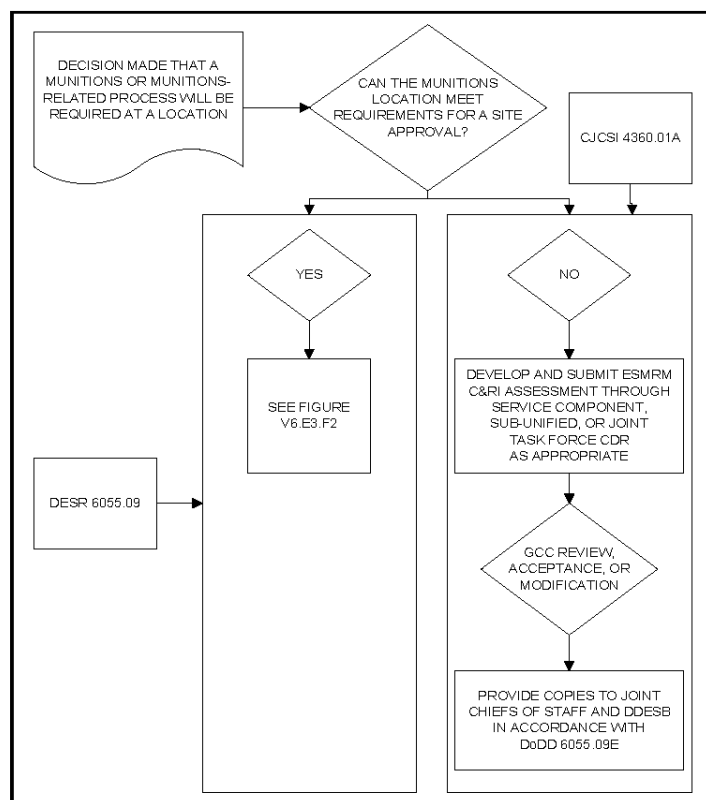 DECISION MADE THAT A
MUNITIONS OR MUNITIONS-
RELATED PROCESS WILL BE
REQUIRED AT A LOCATION
CAN THE MUNITIONS
LOCATION MEET
REQUIREMENTS FOR A SITE
APPROVAL?
CJCSI 4360.01A
YES
NO
SEE FIGURE
V6.E3.F2
DEVELOP AND SUBMIT ESMRM
C&RI ASSESSMENT THROUGH
SERVICE COMPONENT,
SUB-UNIFIED, OR JOINT
TASK FORCE CDR
AS APPROPRIATE
DESR 6055.09
GCC REVIEW,
ACCEPTANCE, OR
MODIFICATION
PROVIDE COPIES TO JOINT
CHIEFS OF STAFF AND DDESB
IN ACCORDANCE WITH
DoDD 6055.09E